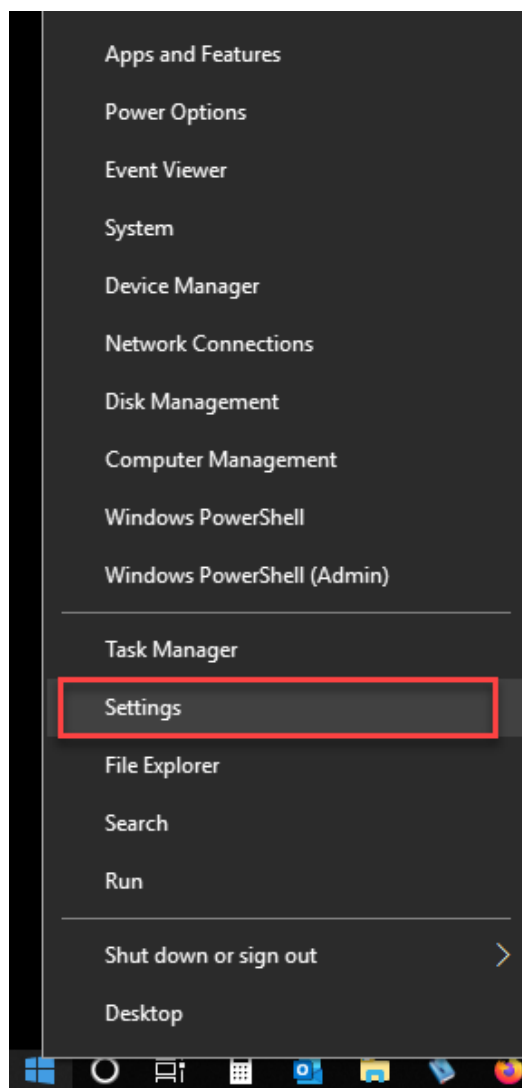 Apps and Features
Power Options
Event Viewer
System
Device Manager
Network Connections
Disk Management
Computer Management
Windows PowerShell
Windows PowerShell (Admin)
Task Manager
Settings
File Explorer
Search
Run
Shut down or sign out
Desktop